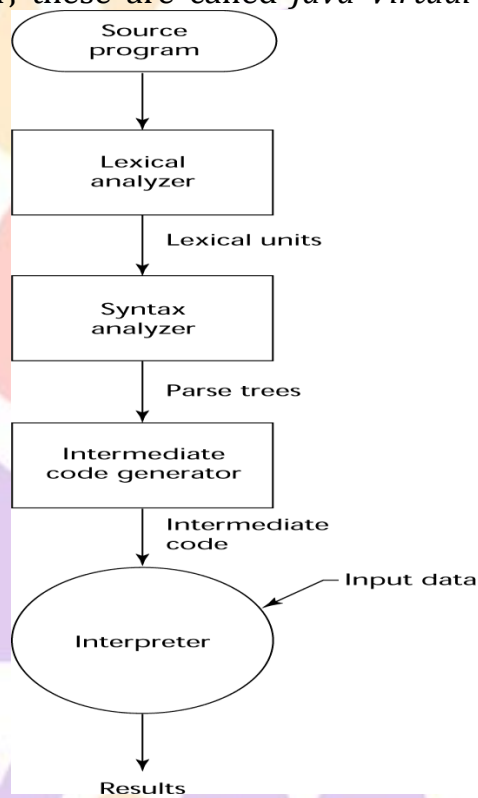 these are called Java Virtual
Source
program
Lexical
analyzer
Lexical units
Syntax
analyzer
Parse trees
Intermediate
code generator
Intermediate
code
Input data
Interpreter
Results